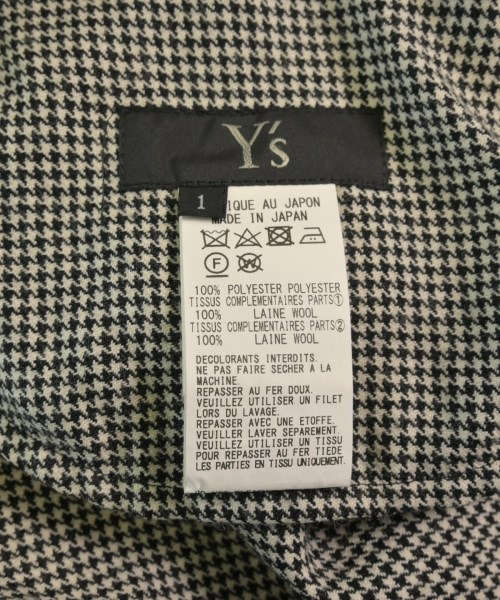 Y's
1
IQUE AU JAPON
MADE IN JAPAN
F W
100% POLYESTER POLYESTER
TISSUS COMPLEMENTAIRES PARTS①
100% LAINE WOOL
TISSUS COMPLEMENTAIRES PARTS②
100% LAINE WOOL
DECOLORANTS INTERDITS.
NE PAS FAIRE SECHER A LA
MACHINE.
REPASSER AU FER DOUX.
VEUILLEZ UTILISER UN FILET
LORS DU LAVAGE.
REPASSER AVEC UNE ETOFFE.
VEUILLER LAVER SEPAREMENT.
VEUILLEZ UTILISER UN TISSU
POUR REPASSER AU FER TIEDE
LES PARTIES EN TISSU UNIQUEMENT.